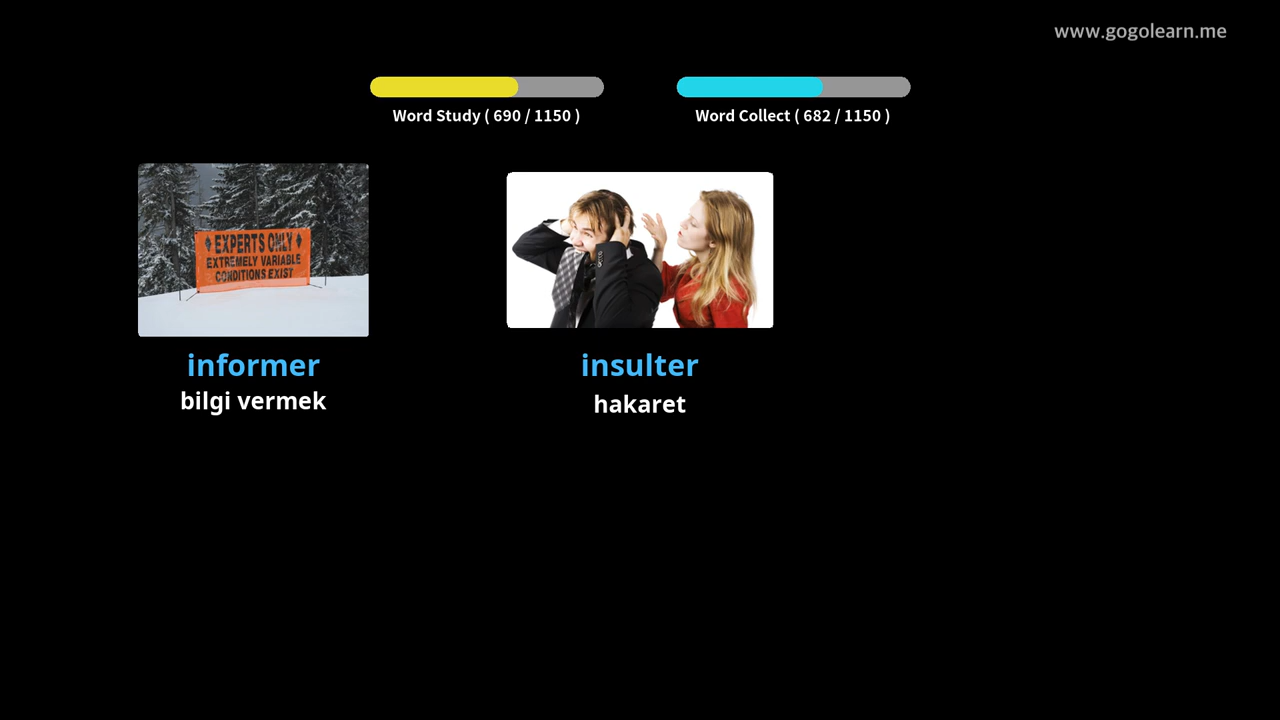 www.gogolearn.me
Word Study ( 690 / 1150 )
Word Collect ( 682 / 1150 )
EXPERTS ONLY
EXTREMELY VARIABLE
CONDITIONS EXIST
informer
bilgi vermek
insulter
hakaret